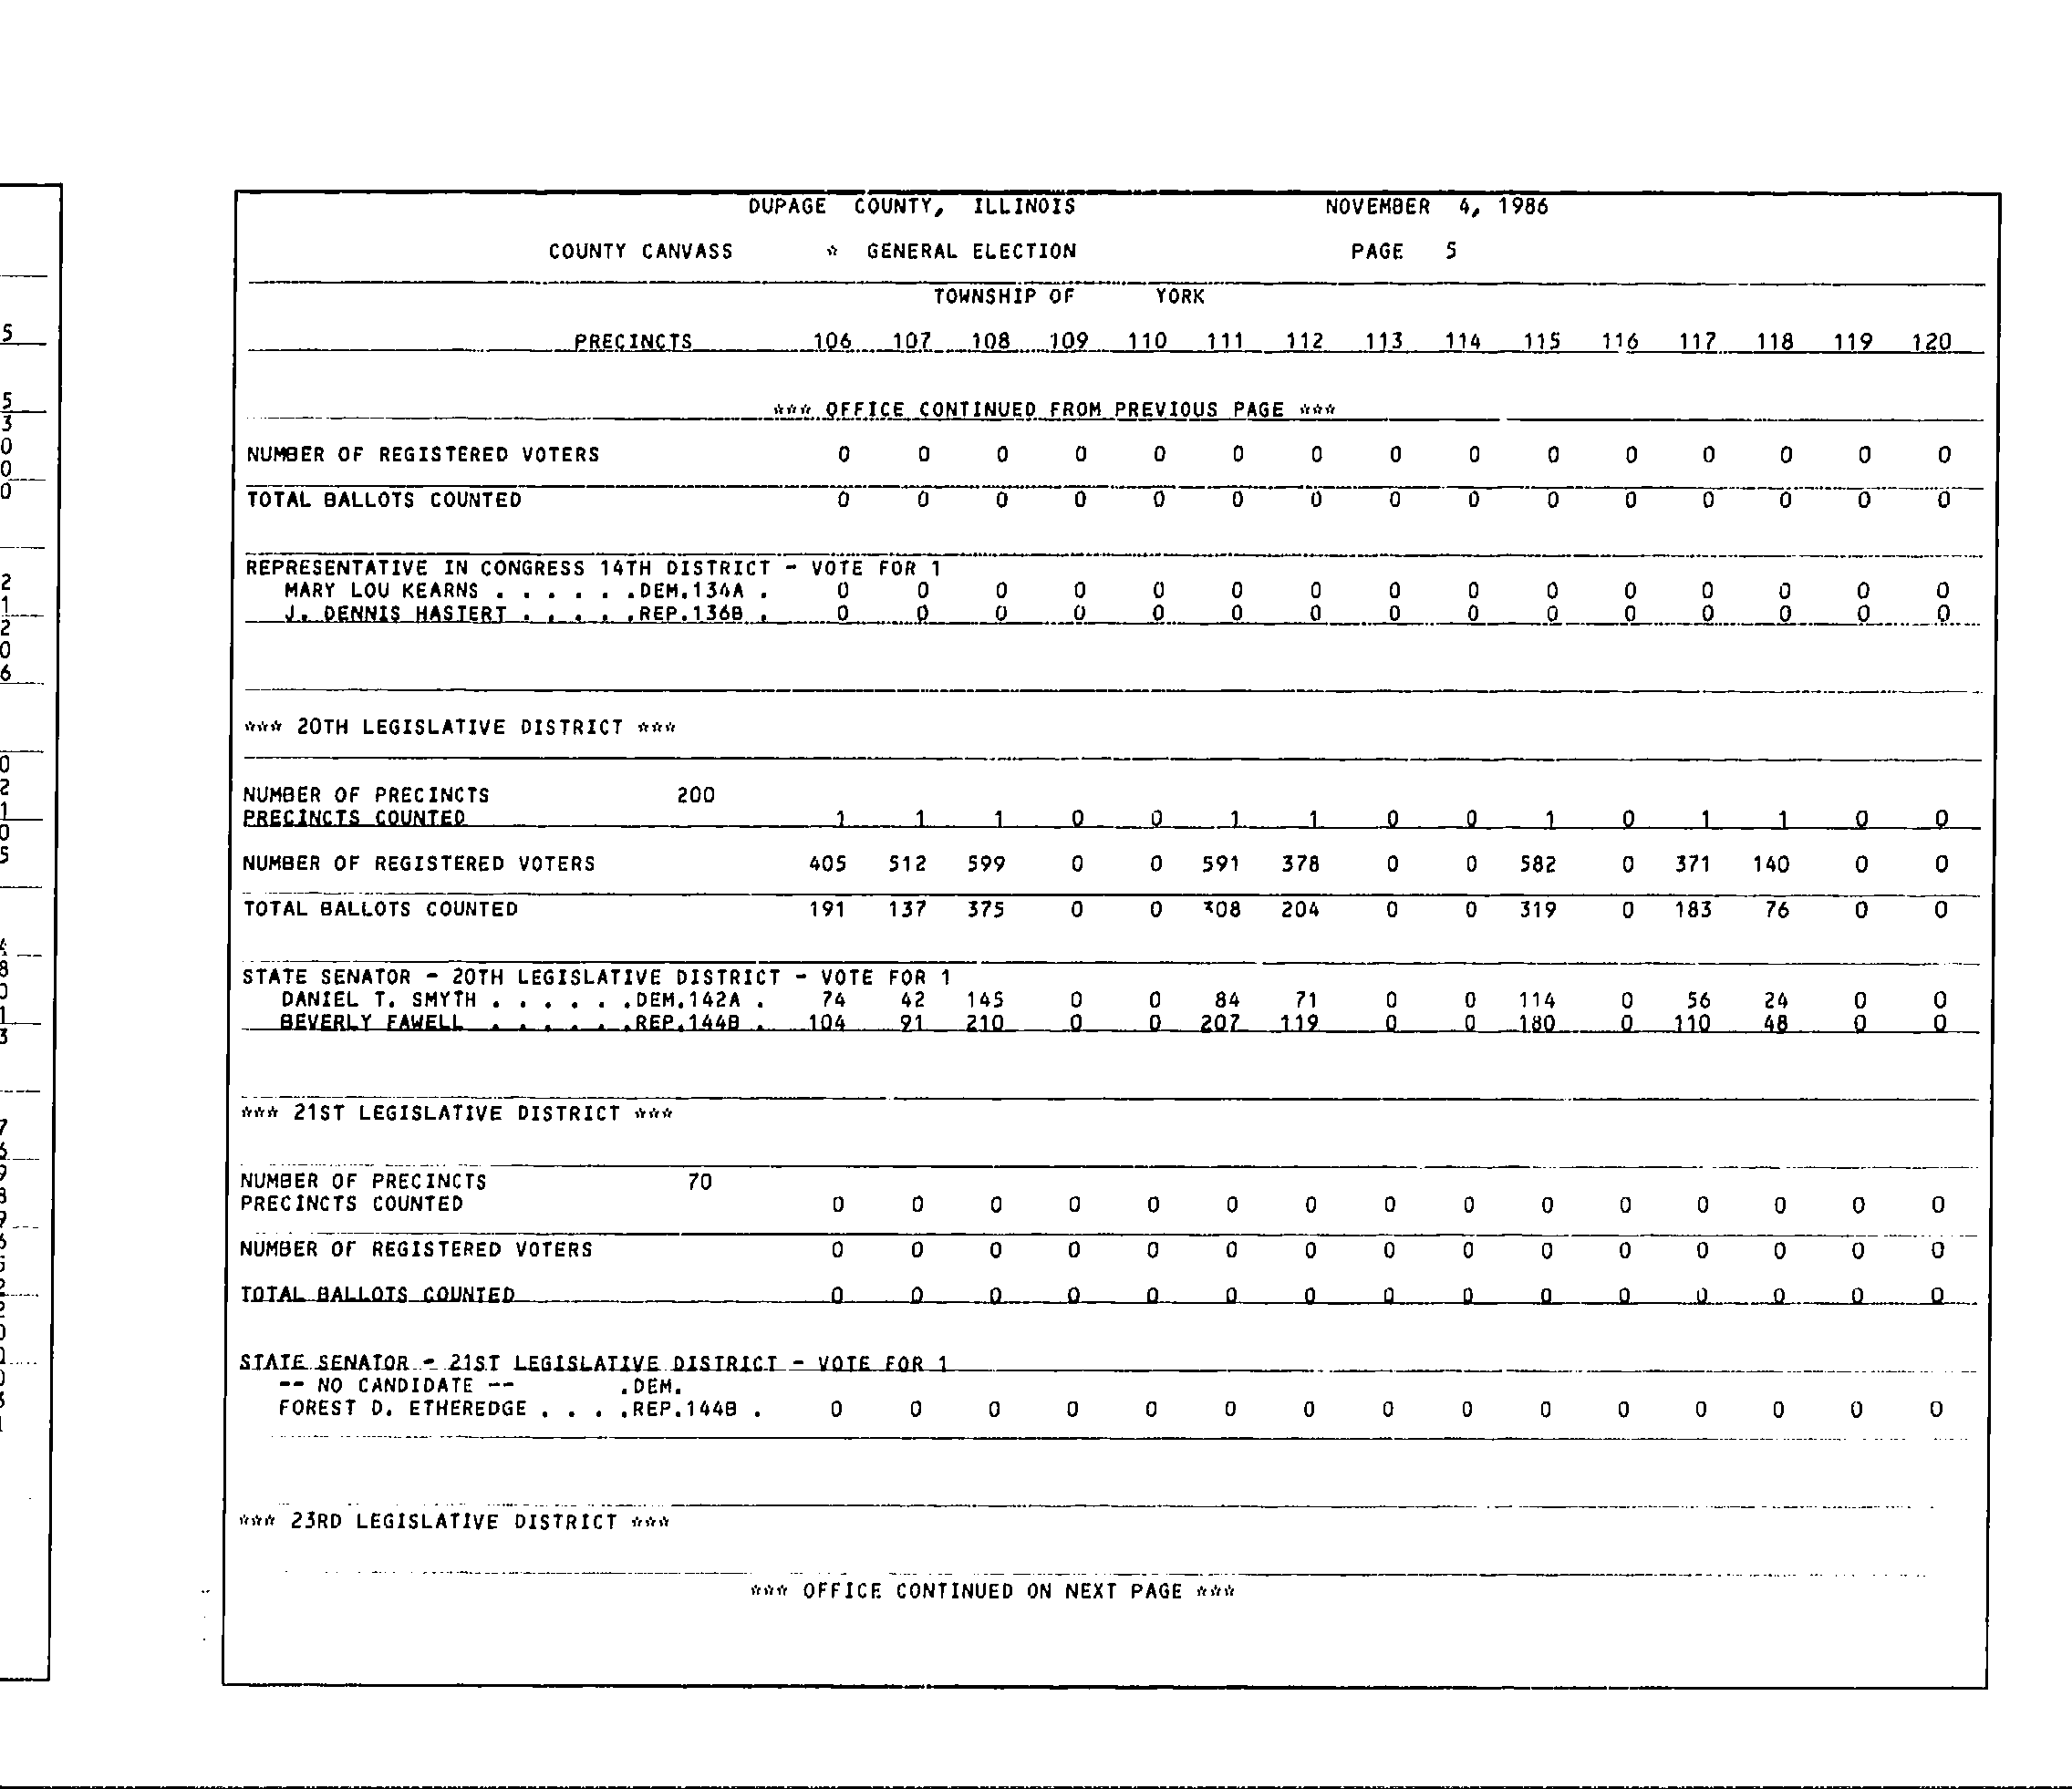 DUPAGE COUNTY, ILLINOIS NOVEMBER 4, 1986
COUNTY CANVASS * GENERAL ELECTION PAGE 5
TOWNSHIP OF YORK
PRECINCTS 106 107 108 109 110 111 112 113 114 115 116 117 118 119 120
*** OFFICE CONTINUED FROM PREVIOUS PAGE ***
NUMBER OF REGISTERED VOTERS 0 0 0 0 0 0 0 0 0 0 0 0 0 0 0
TOTAL BALLOTS COUNTED 0 0 0 0 0 0 0 0 0 0 0 0 0 0 0
REPRESENTATIVE IN CONGRESS 14TH DISTRICT - VOTE FOR 1
MARY LOU KEARNS . . . . . .DEM.134A . 0 0 0 0 0 0 0 0 0 0 0 0 0 0 0
J. DENNIS HASTERT . . . . .REP.136B . 0 0 0 0 0 0 0 0 0 0 0 0 0 0 0
*** 20TH LEGISLATIVE DISTRICT ***
NUMBER OF PRECINCTS 200
PRECINCTS COUNTED 1 1 1 0 0 1 1 0 0 1 0 1 1 0 0
NUMBER OF REGISTERED VOTERS 405 512 599 0 0 591 378 0 0 582 0 371 140 0 0
TOTAL BALLOTS COUNTED 191 137 375 0 0 308 204 0 0 319 0 183 76 0 0
STATE SENATOR - 20TH LEGISLATIVE DISTRICT - VOTE FOR 1
DANIEL T. SMYTH . . . . . .DEM.142A . 74 42 145 0 0 84 71 0 0 114 0 56 24 0 0
BEVERLY FAWELL . . . . . .REP.144B . 104 91 210 0 0 207 119 0 0 180 0 110 48 0 0
*** 21ST LEGISLATIVE DISTRICT ***
NUMBER OF PRECINCTS 70
PRECINCTS COUNTED 0 0 0 0 0 0 0 0 0 0 0 0 0 0 0
NUMBER OF REGISTERED VOTERS 0 0 0 0 0 0 0 0 0 0 0 0 0 0 0
TOTAL BALLOTS COUNTED 0 0 0 0 0 0 0 0 0 0 0 0 0 0 0
STATE SENATOR - 21ST LEGISLATIVE DISTRICT - VOTE FOR 1
-- NO CANDIDATE -- .DEM.
FOREST D. ETHEREDGE . . . .REP.144B . 0 0 0 0 0 0 0 0 0 0 0 0 0 0 0
*** 23RD LEGISLATIVE DISTRICT ***
*** OFFICE CONTINUED ON NEXT PAGE ***